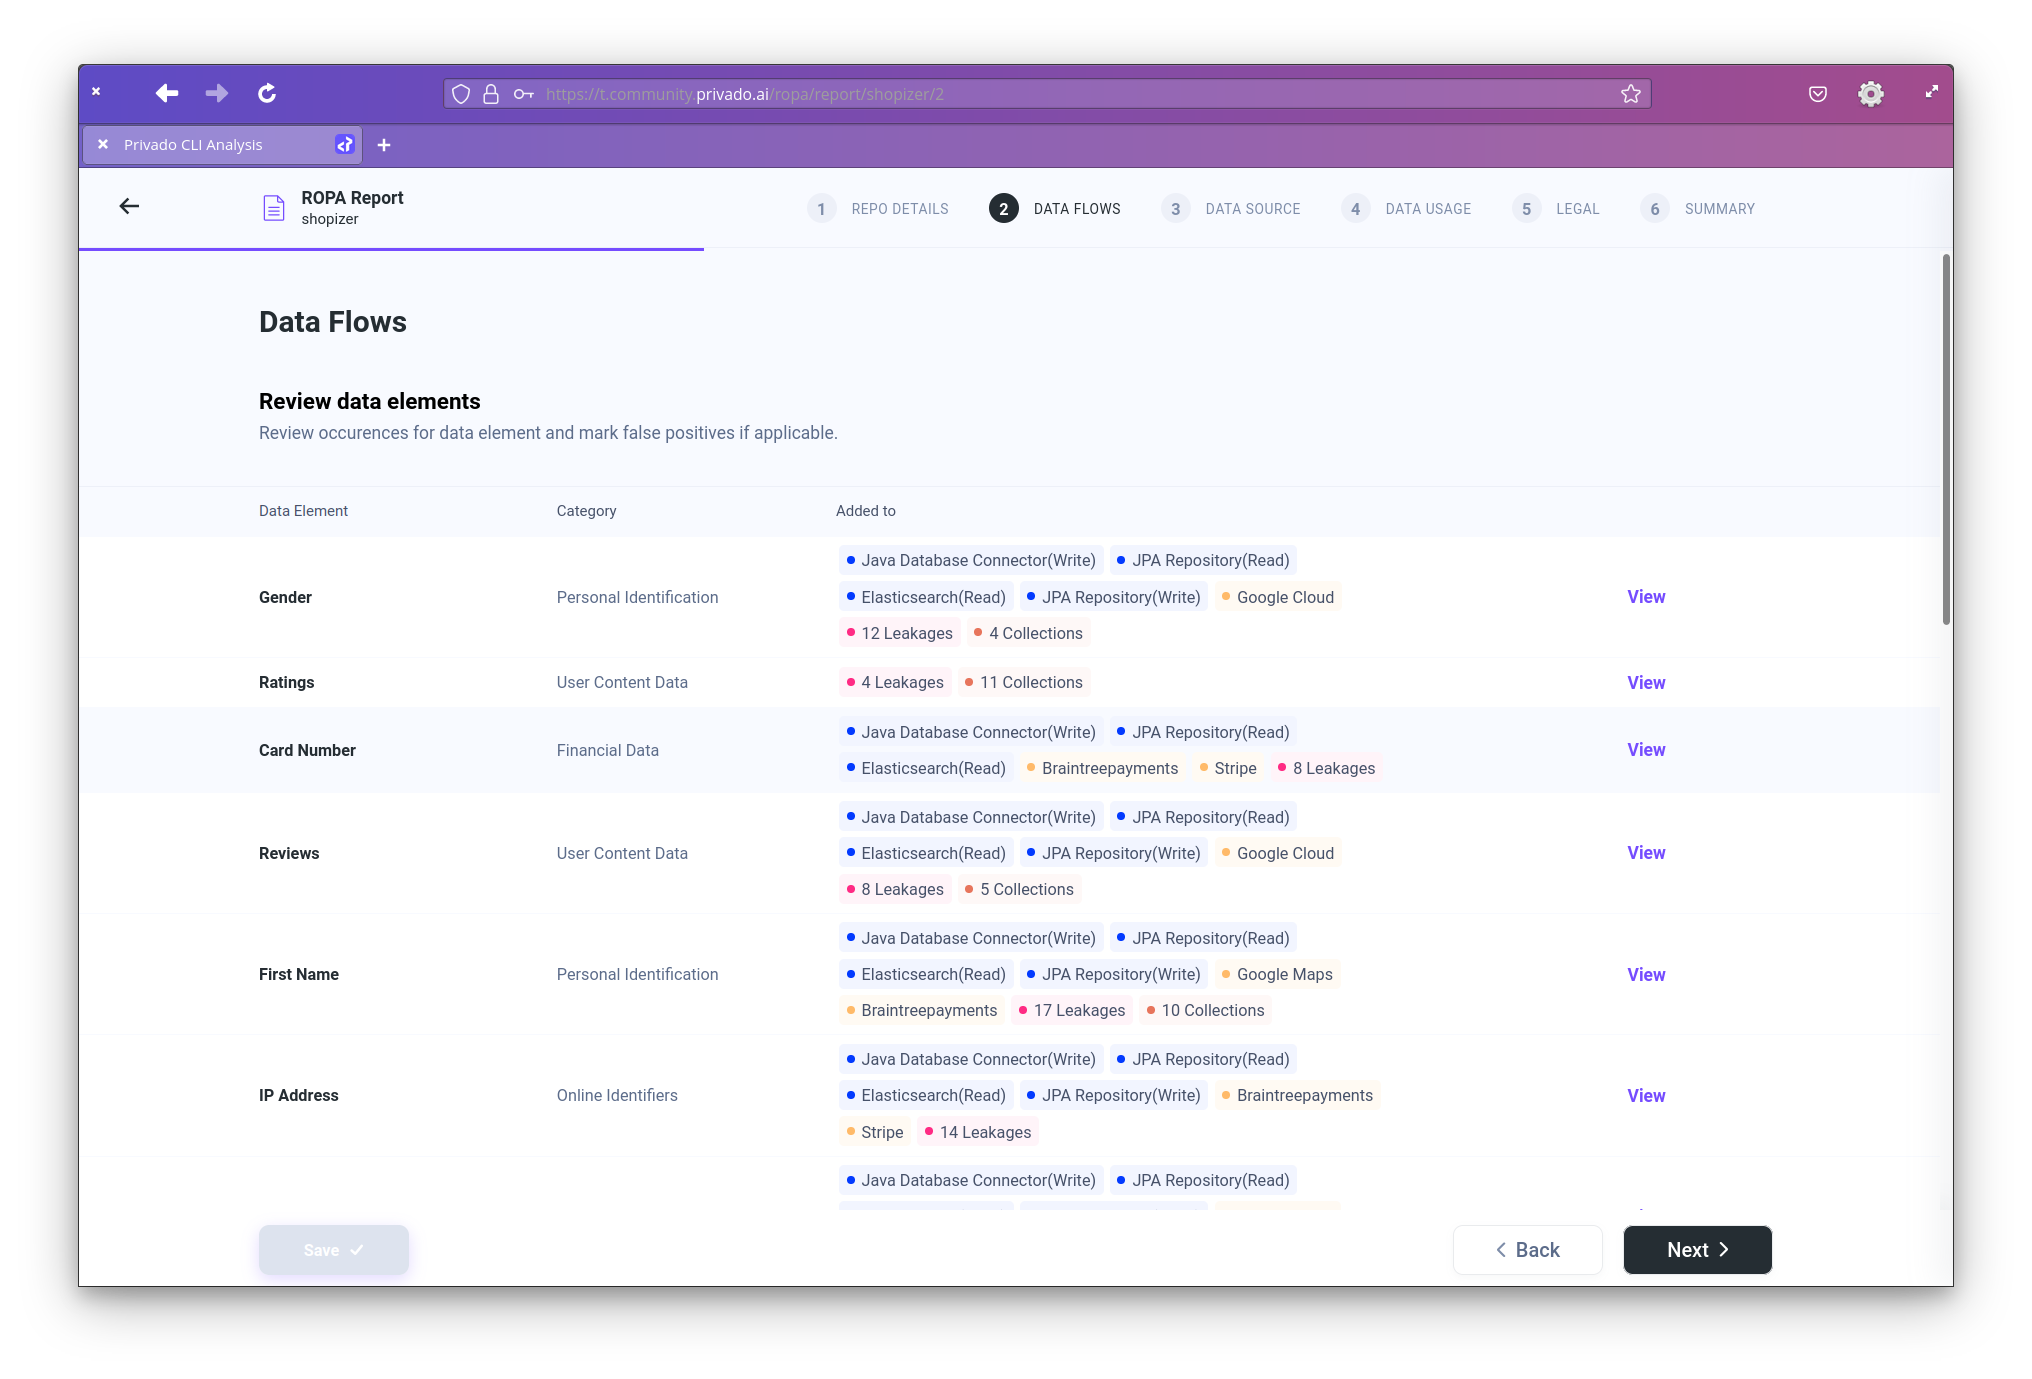 https://t.community.privado.ai/ropa/report/shopizer/2
Privado CLI Analysis
ROPA Report
shopizer
1 REPO DETAILS 2 DATA FLOWS 3 DATA SOURCE 4 DATA USAGE 5 LEGAL 6 SUMMARY
Data Flows
Review data elements
Review occurences for data element and mark false positives if applicable.
Data Element Category Added to
Java Database Connector(Write) JPA Repository(Read)
Gender Personal Identification Elasticsearch(Read) JPA Repository(Write) Google Cloud View
12 Leakages 4 Collections
Ratings User Content Data 4 Leakages 11 Collections View
Java Database Connector(Write) JPA Repository(Read)
Card Number Financial Data View
Elasticsearch(Read) Braintreepayments Stripe 8 Leakages
Java Database Connector(Write) JPA Repository(Read)
Reviews User Content Data Elasticsearch(Read) JPA Repository(Write) Google Cloud View
8 Leakages 5 Collections
Java Database Connector(Write) JPA Repository(Read)
First Name Personal Identification Elasticsearch(Read) JPA Repository(Write) Google Maps View
Braintreepayments 17 Leakages 10 Collections
Java Database Connector(Write) JPA Repository(Read)
IP Address Online Identifiers Elasticsearch(Read) JPA Repository(Write) Braintreepayments View
Stripe 14 Leakages
Java Database Connector(Write) JPA Repository(Read)
Save Back Next